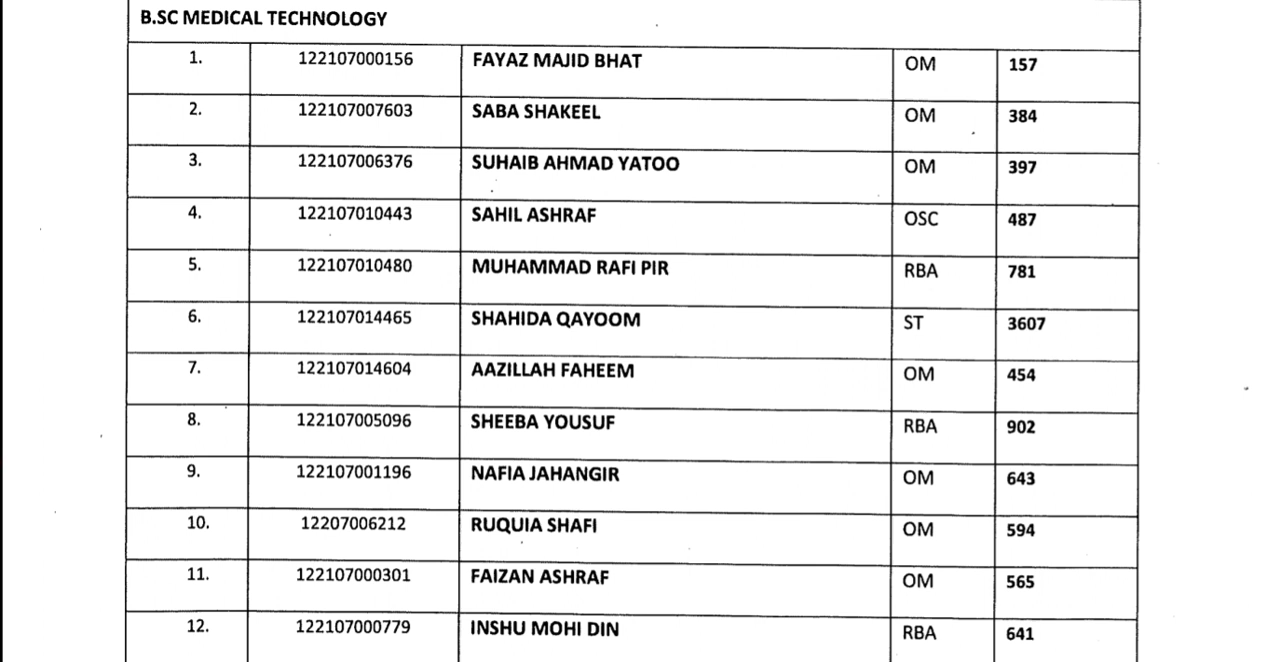 B.SC MEDICAL TECHNOLOGY
1. 122107000156 FAYAZ MAJID BHAT OM 157
2. 122107007603 SABA SHAKEEL OM 384
3. 122107006376 SUHAIB AHMAD YATOO OM 397
4. 122107010443 SAHIL ASHRAF OSC 487
5. 122107010480 MUHAMMAD RAFI PIR RBA 781
6. 122107014465 SHAHIDA QAYOOM ST 3607
7. 122107014604 AAZILLAH FAHEEM OM 454
8. 122107005096 SHEEBA YOUSUF RBA 902
9. 122107001196 NAFIA JAHANGIR OM 643
10. 12207006212 RUQUIA SHAFI OM 594
11. 122107000301 FAIZAN ASHRAF OM 565
12. 122107000779 INSHU MOHI DIN RBA 641